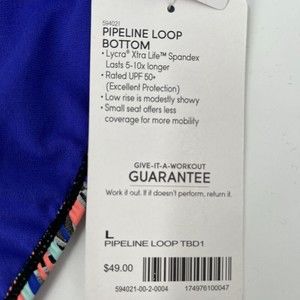 594021
PIPELINE LOOP
BOTTOM
• Lycra® Xtra Life™ Spandex
Lasts 5-10x longer
• Rated UPF 50+
(Excellent Protection)
• Low rise is modestly showy
• Small seat offers less
coverage for more mobility
GIVE-IT-A-WORKOUT
GUARANTEE
Work it out. If it doesn't perform, return it.
L
PIPELINE LOOP TBD1
$49.00
594021-00-2-0004
174976100047